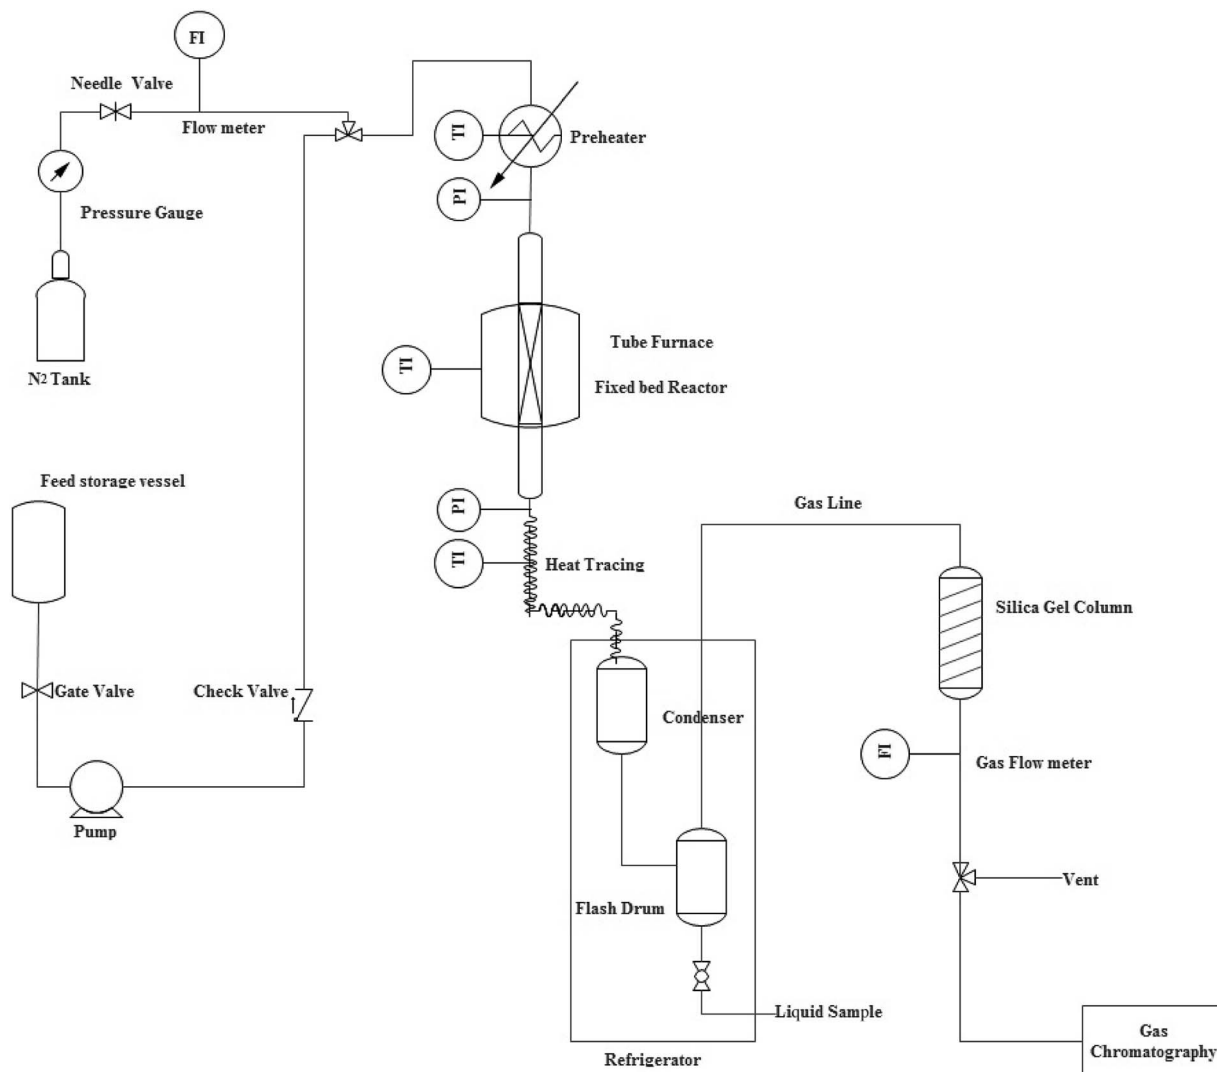 FI
Needle Valve
Flow meter
TI
Preheater
PI
Pressure Gauge
N2 Tank
TI
Tube Furnace
Fixed bed Reactor
Feed storage vessel
PI
TI
Heat Tracing
Gas Line
Silica Gel Column
Gate Valve
Check Valve
Condenser
FI
Gas Flow meter
Pump
Vent
Flash Drum
Liquid Sample
Refrigerator
Gas
Chromatography